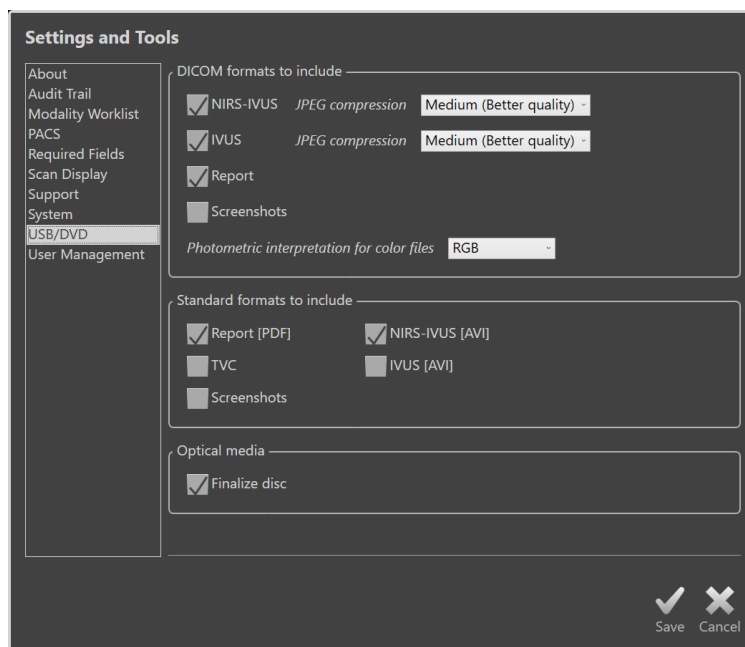 Settings and Tools
About
Audit Trail
Modality Worklist
PACS
Required Fields
Scan Display
Support
System
USB/DVD
User Management
DICOM formats to include
NIRS-IVUS JPEG compression Medium (Better quality)
IVUS JPEG compression Medium (Better quality)
Report
Screenshots
Photometric interpretation for color files RGB
Standard formats to include
Report [PDF] NIRS-IVUS [AVI]
TVC IVUS [AVI]
Screenshots
Optical media
Finalize disc
Save Cancel